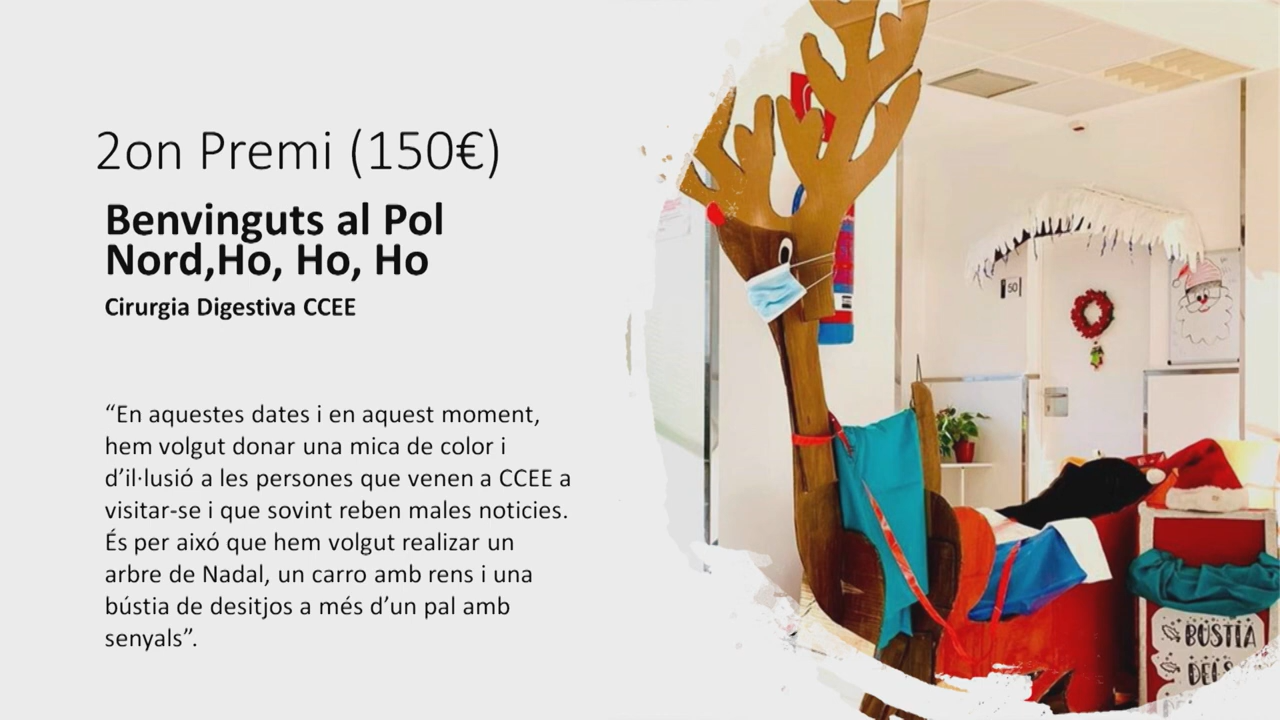 2on Premi (150€)
Benvinguts al Pol
Nord,Ho, Ho, Ho
Cirurgia Digestiva CCEE
“En aquestes dates i en aquest moment,
hem volgut donar una mica de color i
d’il·lusió a les persones que venen a CCEE a
visitar-se i que sovint reben males noticies.
És per aixó que hem volgut realizar un
arbre de Nadal, un carro amb rens i una
bústia de desitjos a més d’un pal amb
senyals”.
50
BÚSTIA
DELS